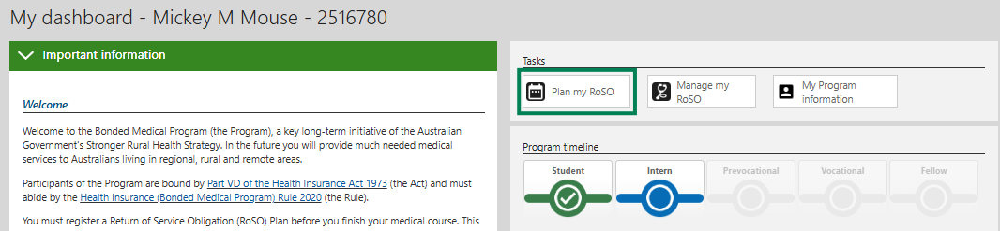 My dashboard - Mickey M Mouse - 2516780
Important information
Welcome
Welcome to the Bonded Medical Program (the Program), a key long-term initiative of the Australian
Government's Stronger Rural Health Strategy. In the future you will provide much needed medical
services to Australians living in regional, rural and remote areas.
Participants of the Program are bound by Part VD of the Health Insurance Act 1973 (the Act) and must
abide by the Health Insurance (Bonded Medical Program) Rule 2020 (the Rule).
You must register a Return of Service Obligation (RoSO) Plan before you finish your medical course. This
Tasks
Plan my RoSO
Manage my
RoSO
My Program
information
Program timeline
Student
Intern
Prevocational
Vocational
Fellow